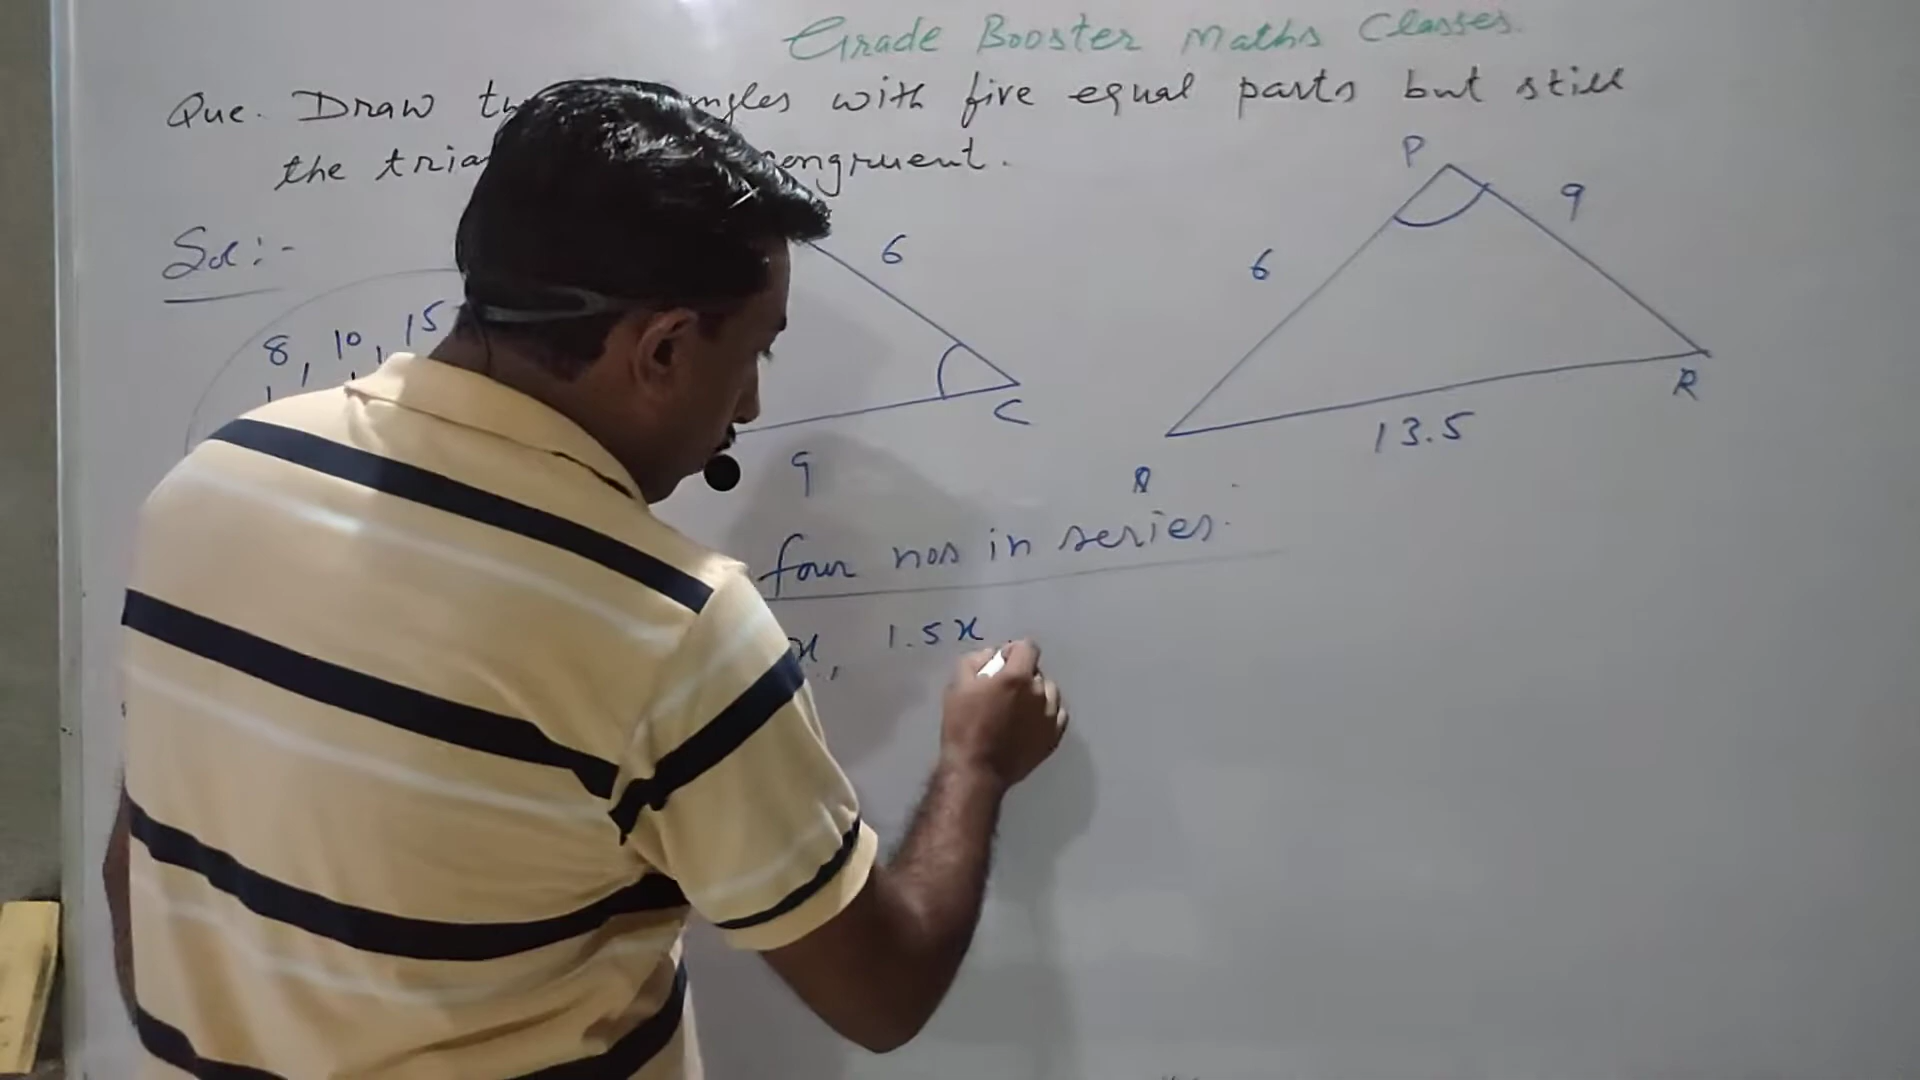 Grade Booster Maths Classes.
Que. Draw with five equal parts but still
the congruent.
Sol :-
8, 10, 15
6
C
9
P
6
9
R
13.5
four nos in series.
x, 1.5x